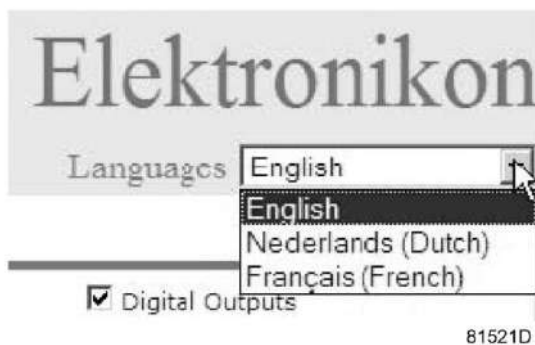 Elektronikon
Languages English
English
Nederlands (Dutch)
Français (French)
Digital Outputs
81521D